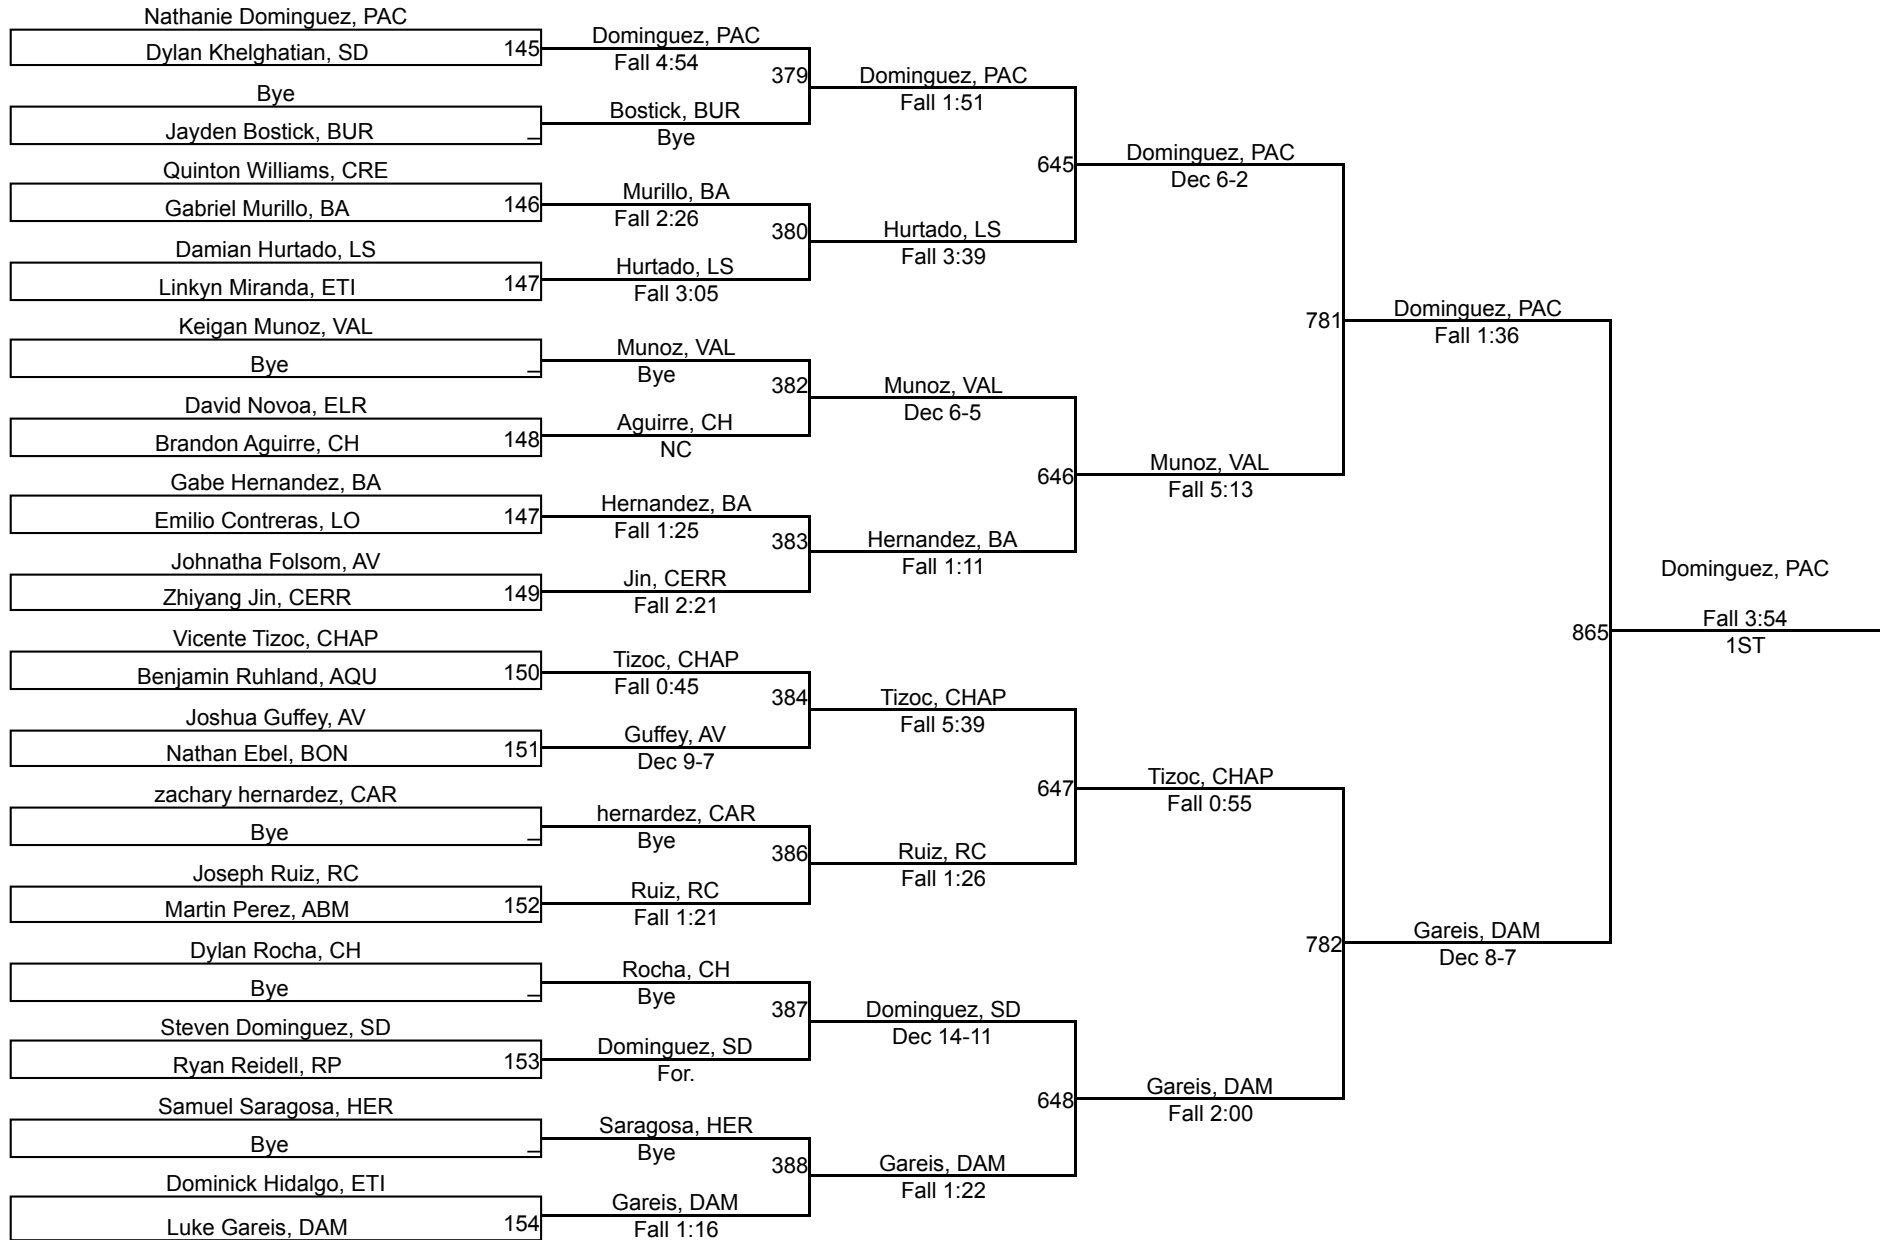 Nathanie Dominguez, PAC
Dylan Khelghatian, SD
145
Bye
Jayden Bostick, BUR
_
Quinton Williams, CRE
Gabriel Murillo, BA
146
Damian Hurtado, LS
Linkyn Miranda, ETI
147
Keigan Munoz, VAL
Bye
_
David Novoa, ELR
Brandon Aguirre, CH
148
Gabe Hernandez, BA
Emilio Contreras, LO
147
Johnatha Folsom, AV
Zhiyang Jin, CERR
149
Vicente Tizoc, CHAP
Benjamin Ruhland, AQU
150
Joshua Guffey, AV
Nathan Ebel, BON
151
zachary hernardez, CAR
Bye
_
Joseph Ruiz, RC
Martin Perez, ABM
152
Dylan Rocha, CH
Bye
_
Steven Dominguez, SD
Ryan Reidell, RP
153
Samuel Saragosa, HER
Bye
_
Dominick Hidalgo, ETI
Luke Gareis, DAM
154
Dominguez, PAC
Fall 4:54
379
Bostick, BUR
Bye
Murillo, BA
Fall 2:26
380
Hurtado, LS
Fall 3:05
Munoz, VAL
Bye
382
Aguirre, CH
NC
Hernandez, BA
Fall 1:25
383
Jin, CERR
Fall 2:21
Tizoc, CHAP
Fall 0:45
384
Guffey, AV
Dec 9-7
hernardez, CAR
Bye
386
Ruiz, RC
Fall 1:21
Rocha, CH
Bye
387
Dominguez, SD
For.
Saragosa, HER
Bye
388
Gareis, DAM
Fall 1:16
Dominguez, PAC
Fall 1:51
645
Hurtado, LS
Fall 3:39
Munoz, VAL
Dec 6-5
646
Hernandez, BA
Fall 1:11
Tizoc, CHAP
Fall 5:39
647
Ruiz, RC
Fall 1:26
Dominguez, SD
Dec 14-11
648
Gareis, DAM
Fall 1:22
Dominguez, PAC
Dec 6-2
781
Munoz, VAL
Fall 5:13
Tizoc, CHAP
Fall 0:55
782
Gareis, DAM
Fall 2:00
Dominguez, PAC
Fall 1:36
865
Gareis, DAM
Dec 8-7
Dominguez, PAC
Fall 3:54
1ST